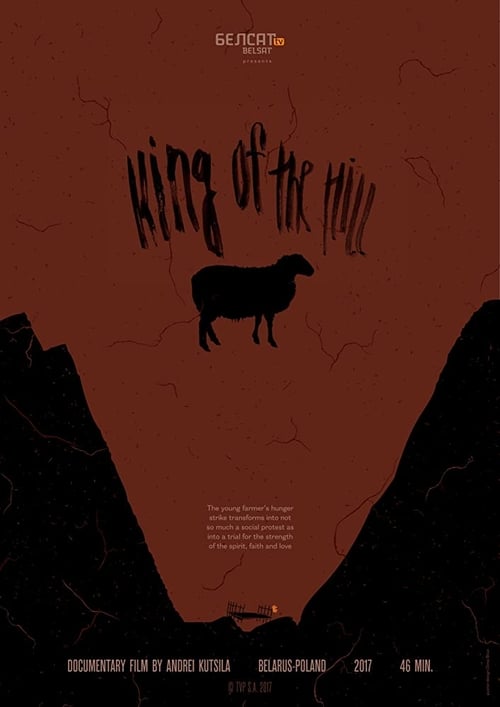 БЕЛСАТ tv
BELSAT
presents
King of the Hill
The young farmer's hunger
strike transforms into not
so much a social protest as
into a trial for the strength
of the spirit, faith and love
DOCUMENTARY FILM BY ANDREI KUTSILA BELARUS-POLAND 2017 46 MIN.
© TVP S.A. 2017